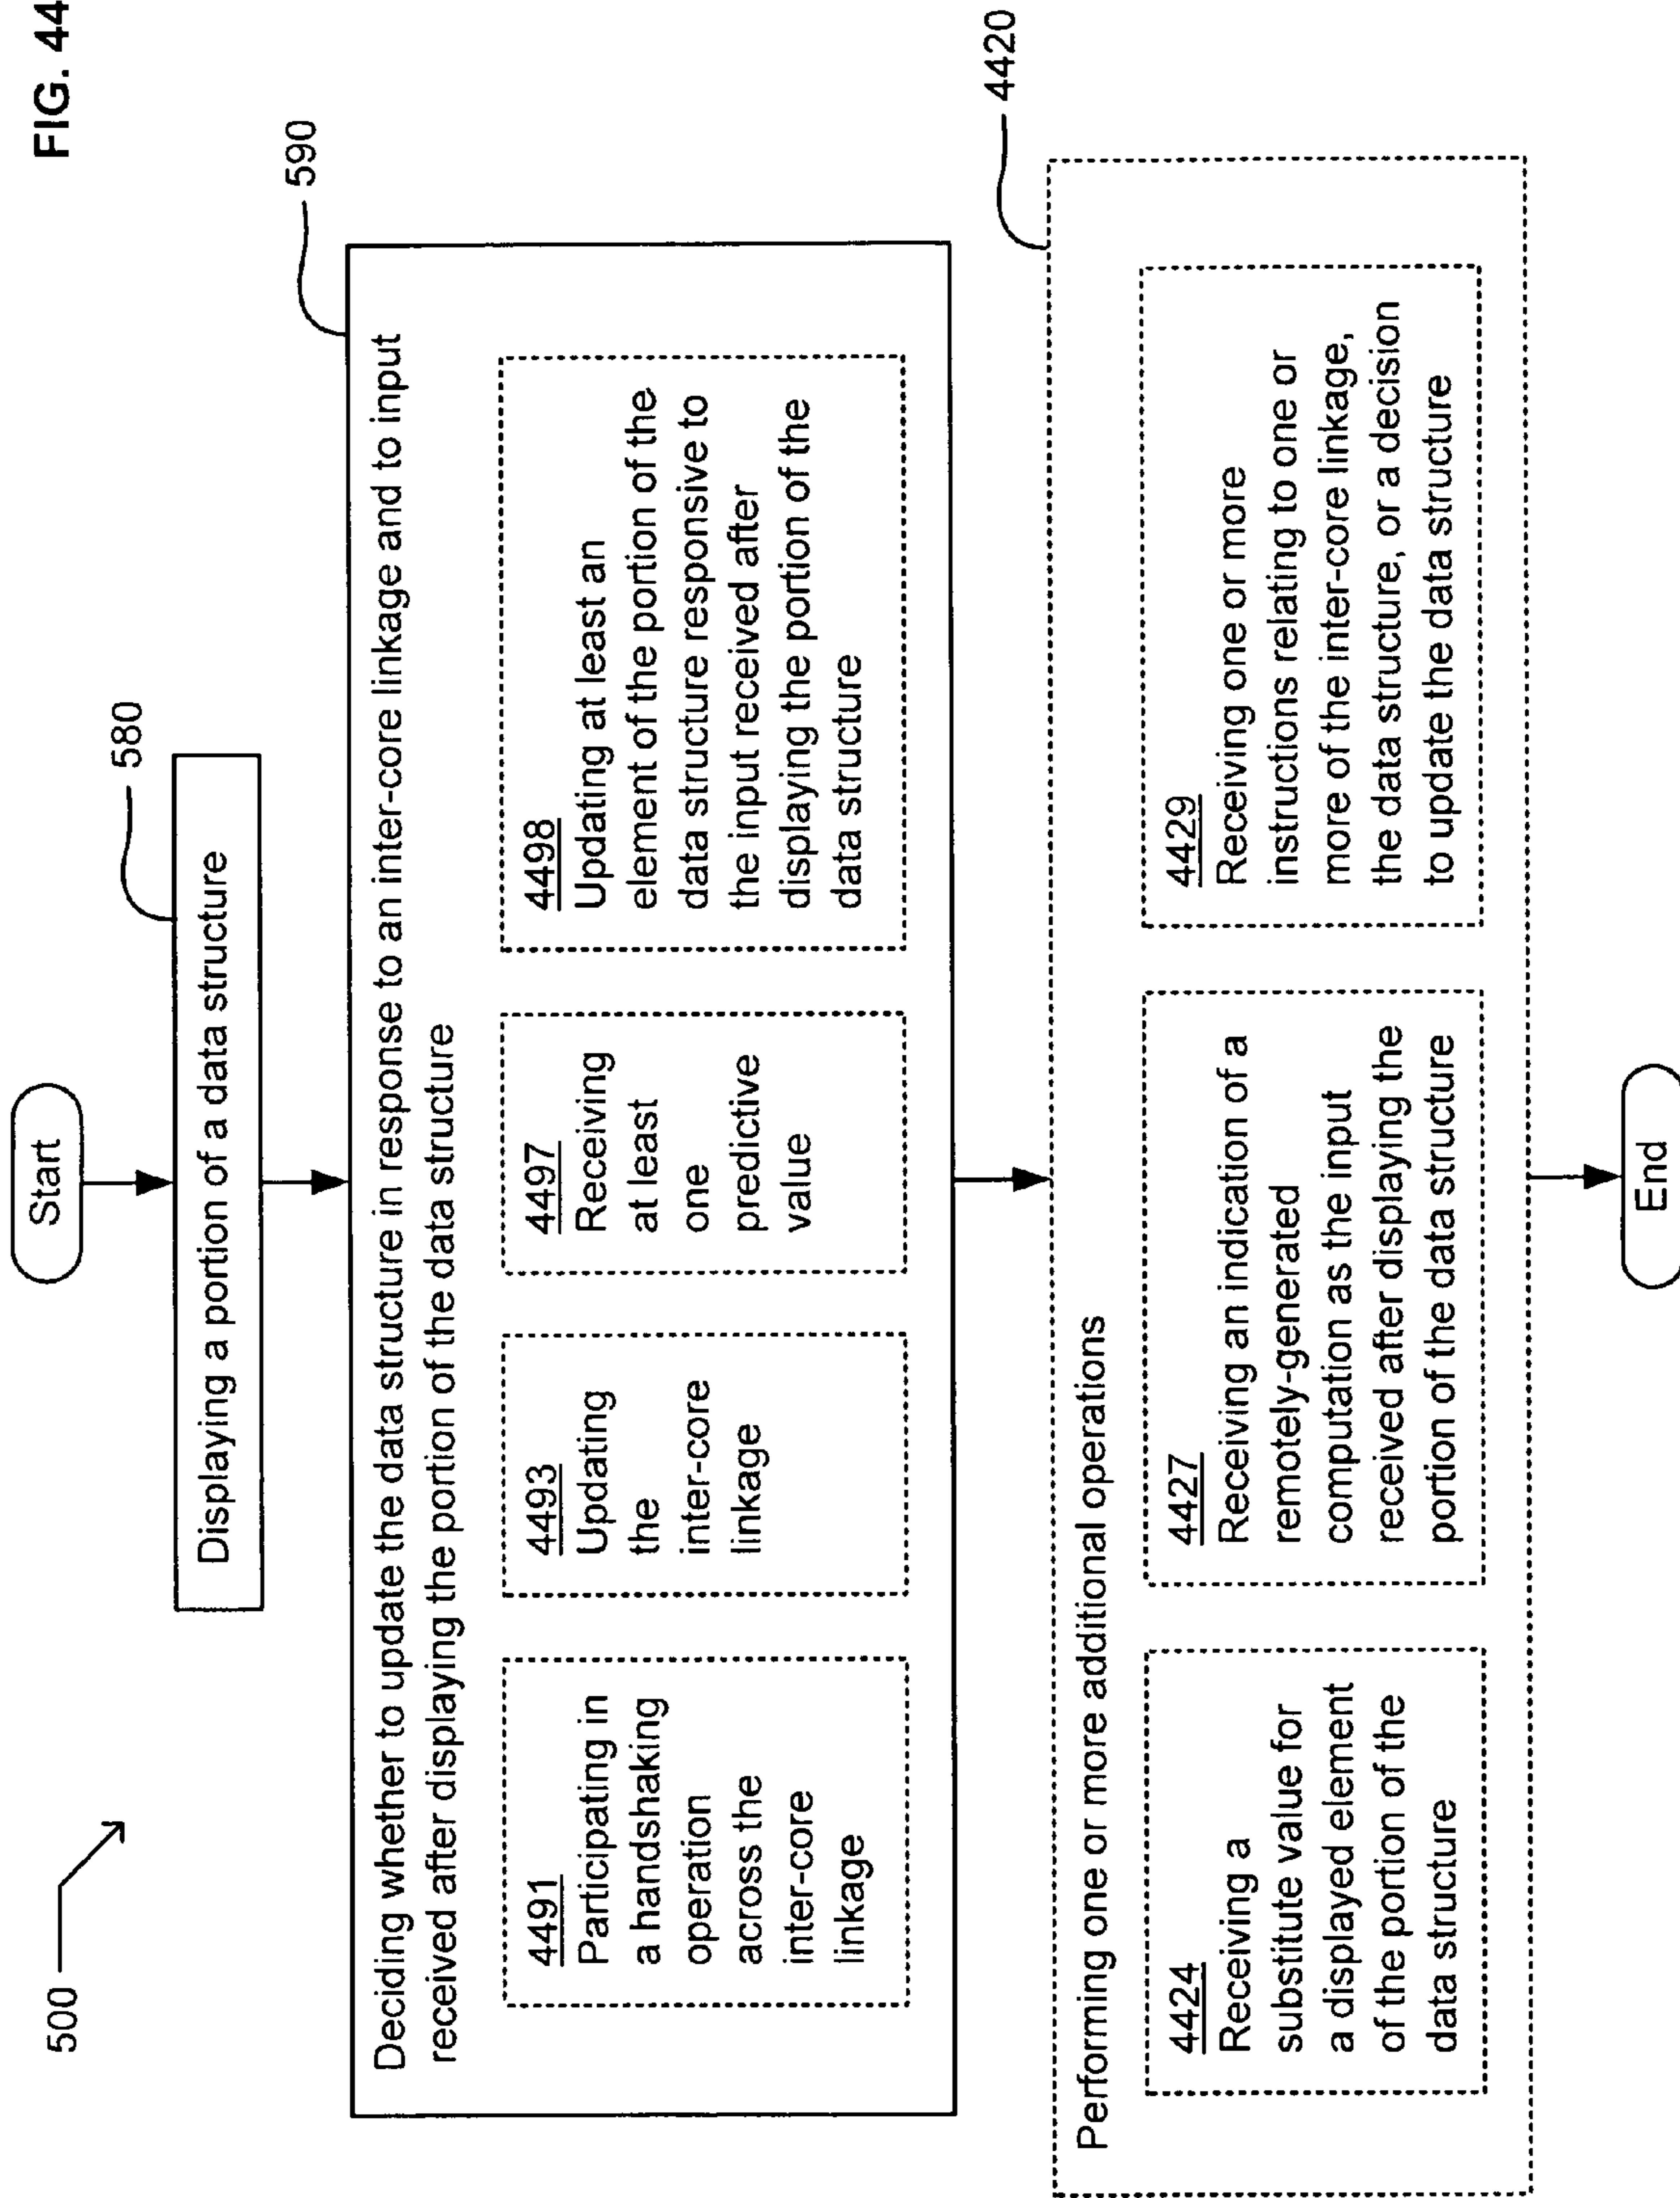 FIG. 44
500
Start
580
Displaying a portion of a data structure
590
Deciding whether to update the data structure in response to an inter-core linkage and to input
received after displaying the portion of the data structure
4491
Participating in
a handshaking
operation
across the
inter-core
linkage
4493
Updating
the
inter-core
linkage
4497
Receiving
at least
one
predictive
value
4498
Updating at least an
element of the portion of the
data structure responsive to
the input received after
displaying the portion of the
data structure
4420
Performing one or more additional operations
4424
Receiving a
substitute value for
a displayed element
of the portion of the
data structure
4427
Receiving an indication of a
remotely-generated
computation as the input
received after displaying the
portion of the data structure
4429
Receiving one or more
instructions relating to one or
more of the inter-core linkage,
the data structure, or a decision
to update the data structure
End